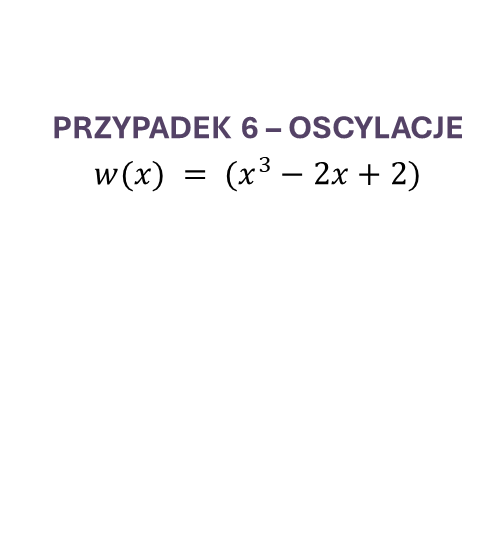 PRZYPADEK 6 – OSCYLACJE
w(x) = (x³ − 2x + 2)